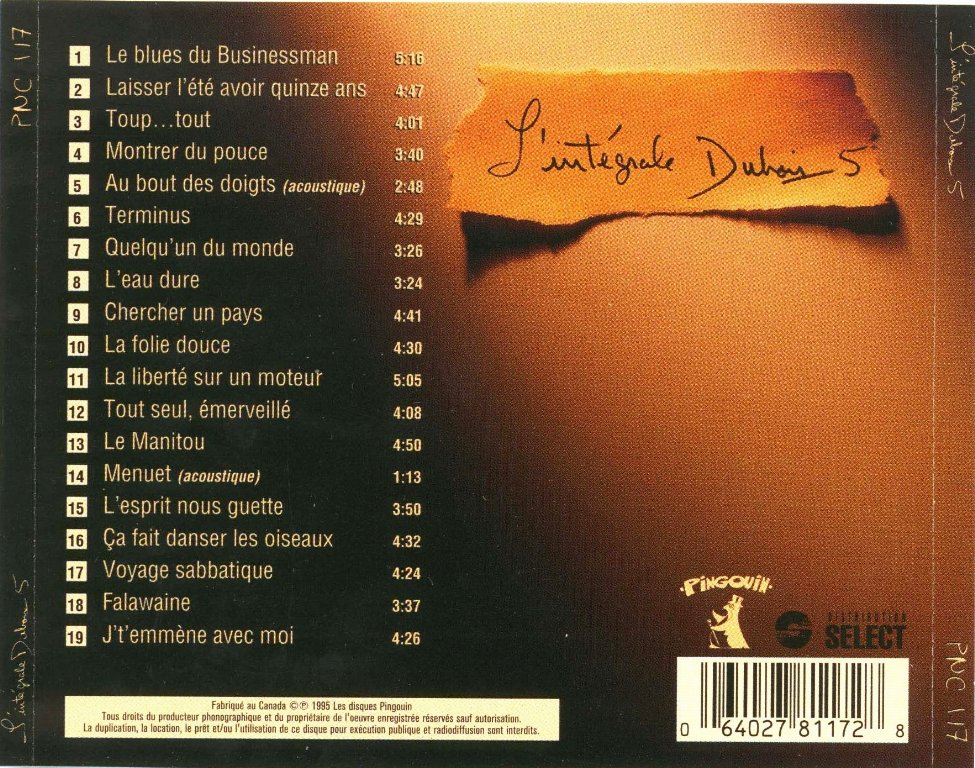 PNC 117
1 Le blues du Businessman 5:16
2 Laisser l'été avoir quinze ans 4:47
3 Toup...tout 4:01
4 Montrer du pouce 3:40
5 Au bout des doigts (acoustique) 2:48
6 Terminus 4:29
7 Quelqu'un du monde 3:26
8 L'eau dure 3:24
9 Chercher un pays 4:41
10 La folie douce 4:30
11 La liberté sur un moteur 5:05
12 Tout seul, émerveillé 4:08
13 Le Manitou 4:50
14 Menuet (acoustique) 1:13
15 L'esprit nous guette 3:50
16 Ça fait danser les oiseaux 4:32
17 Voyage sabbatique 4:24
18 Falawaine 3:37
19 J't'emmène avec moi 4:26
L'intégrale Dubois 5
L'intégrale Dubois 5
L'intégrale Dubois 5
PINGOUIN
DISTRIBUTION
SELECT
Fabriqué au Canada ©℗ 1995 Les disques Pingouin
Tous droits du producteur phonographique et du propriétaire de l'oeuvre enregistrée réservés sauf autorisation.
La duplication, la location, le prêt et/ou l'utilisation de ce disque pour exécution publique et radiodiffusion sont interdits.
0 64027 81172 8
PNC 117